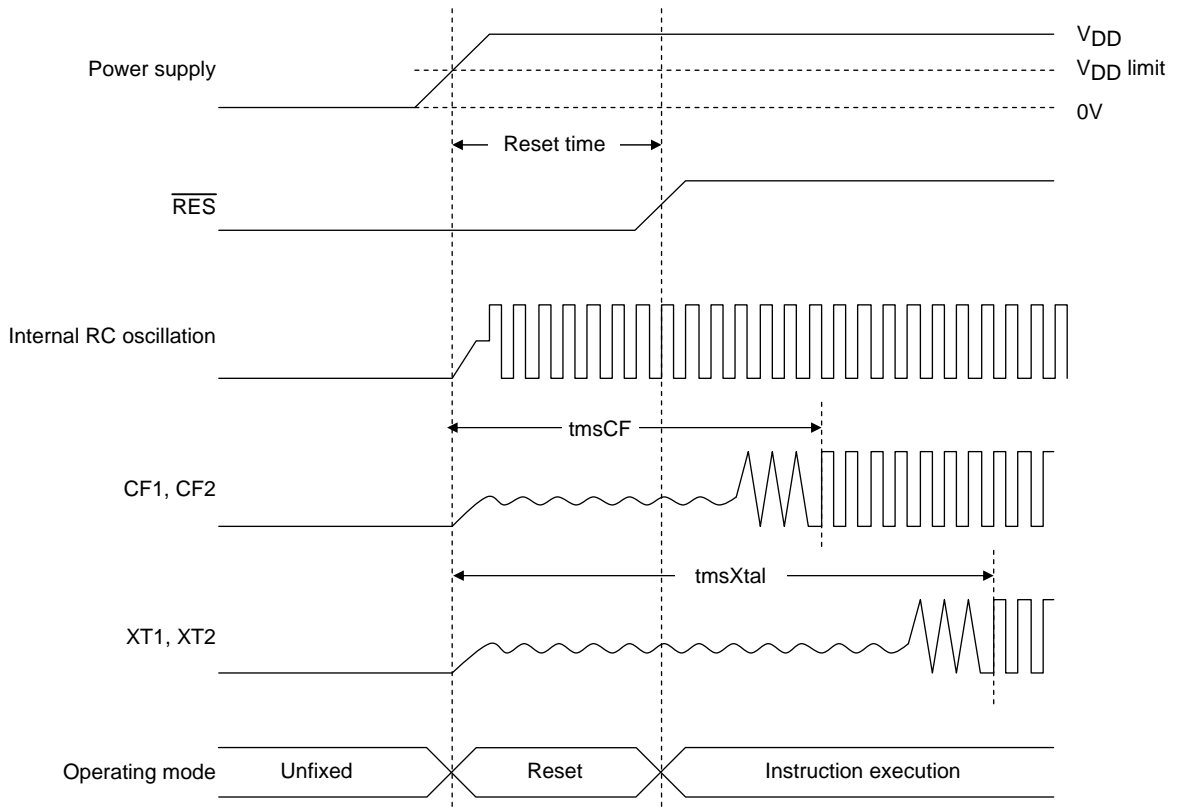 VDD
Power supply
VDD limit
0V
Reset time
RES
Internal RC oscillation
tmsCF
CF1, CF2
tmsXtal
XT1, XT2
Operating mode
Unfixed
Reset
Instruction execution